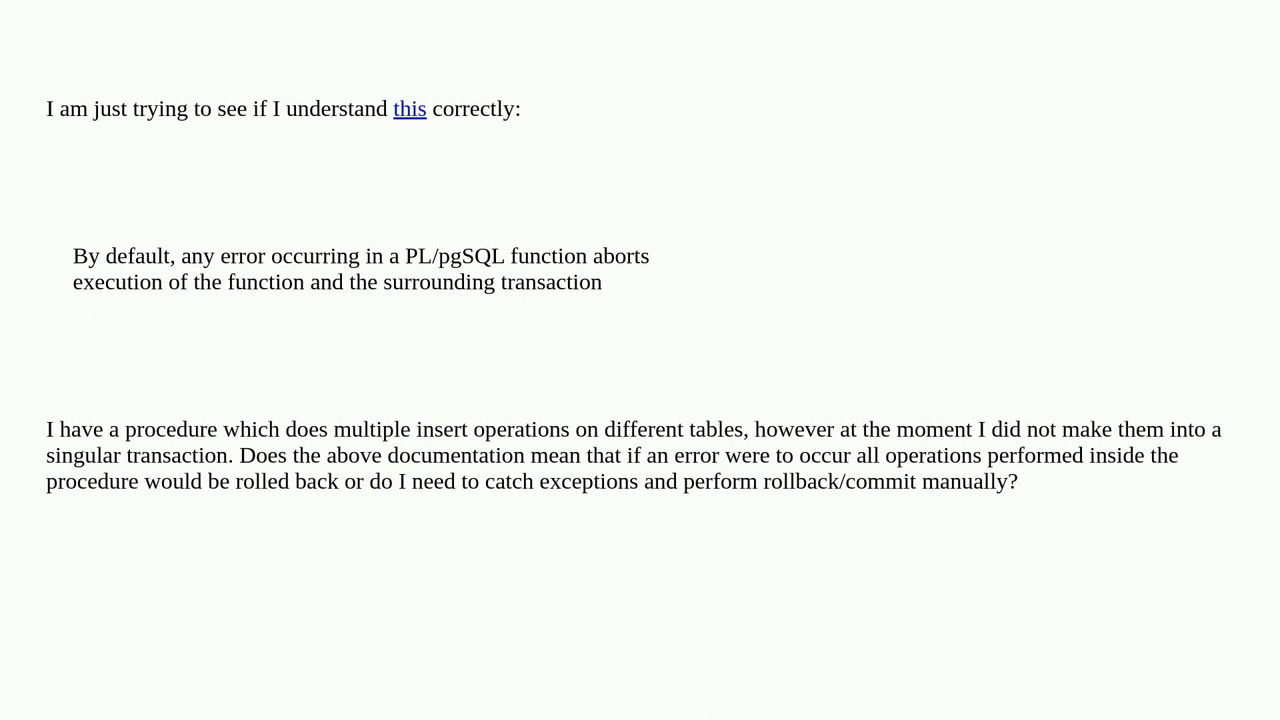 I am just trying to see if I understand this correctly:
By default, any error occurring in a PL/pgSQL function aborts
execution of the function and the surrounding transaction
I have a procedure which does multiple insert operations on different tables, however at the moment I did not make them into a
singular transaction. Does the above documentation mean that if an error were to occur all operations performed inside the
procedure would be rolled back or do I need to catch exceptions and perform rollback/commit manually?